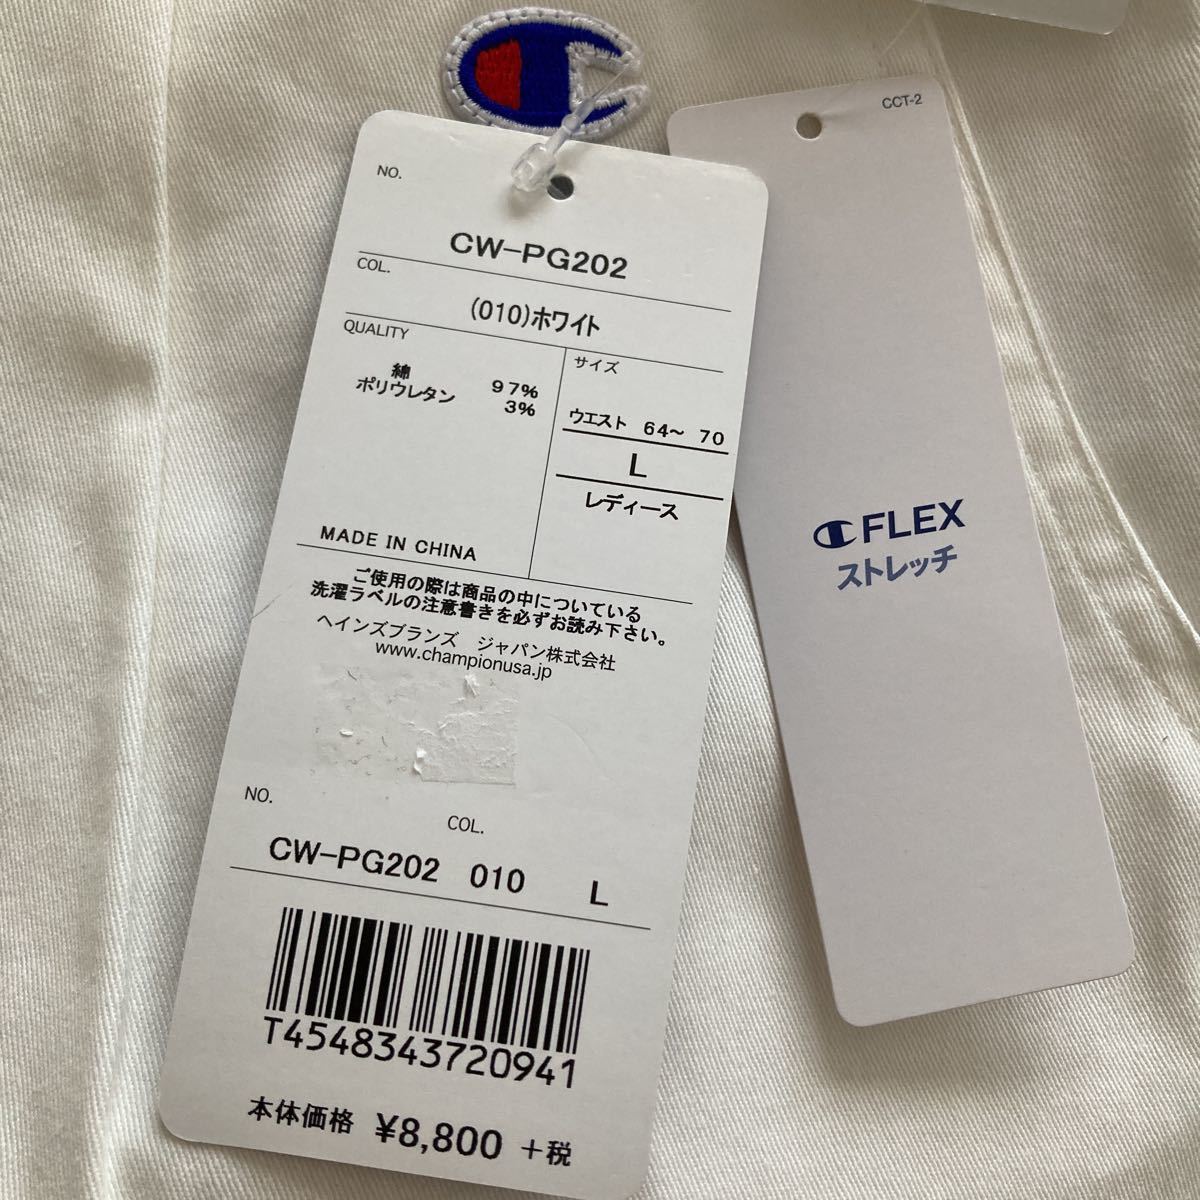 NO.
CW-PG202
COL.
(010)ホワイト
QUALITY
綿 97%
ポリウレタン 3%
サイズ
ウエスト 64～ 70
L
レディース
MADE IN CHINA
ご使用の際は商品の中についている
洗濯ラベルの注意書きを必ずお読み下さい。
ヘインズブランズ ジャパン株式会社
www.championusa.jp
NO.
COL.
CW-PG202 010 L
T4548343720941
本体価格 ¥8,800 +税
CCT-2
FLEX
ストレッチ